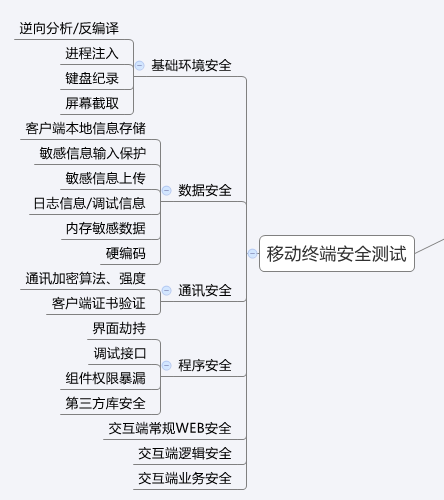 逆向分析/反编译
进程注入
基础环境安全
键盘纪录
屏幕截取
客户端本地信息存储
敏感信息输入保护
敏感信息上传
数据安全
日志信息/调试信息
内存敏感数据
硬编码
移动终端安全测试
通讯加密算法、强度
通讯安全
客户端证书验证
界面劫持
调试接口
程序安全
组件权限暴漏
第三方库安全
交互端常规WEB安全
交互端逻辑安全
交互端业务安全